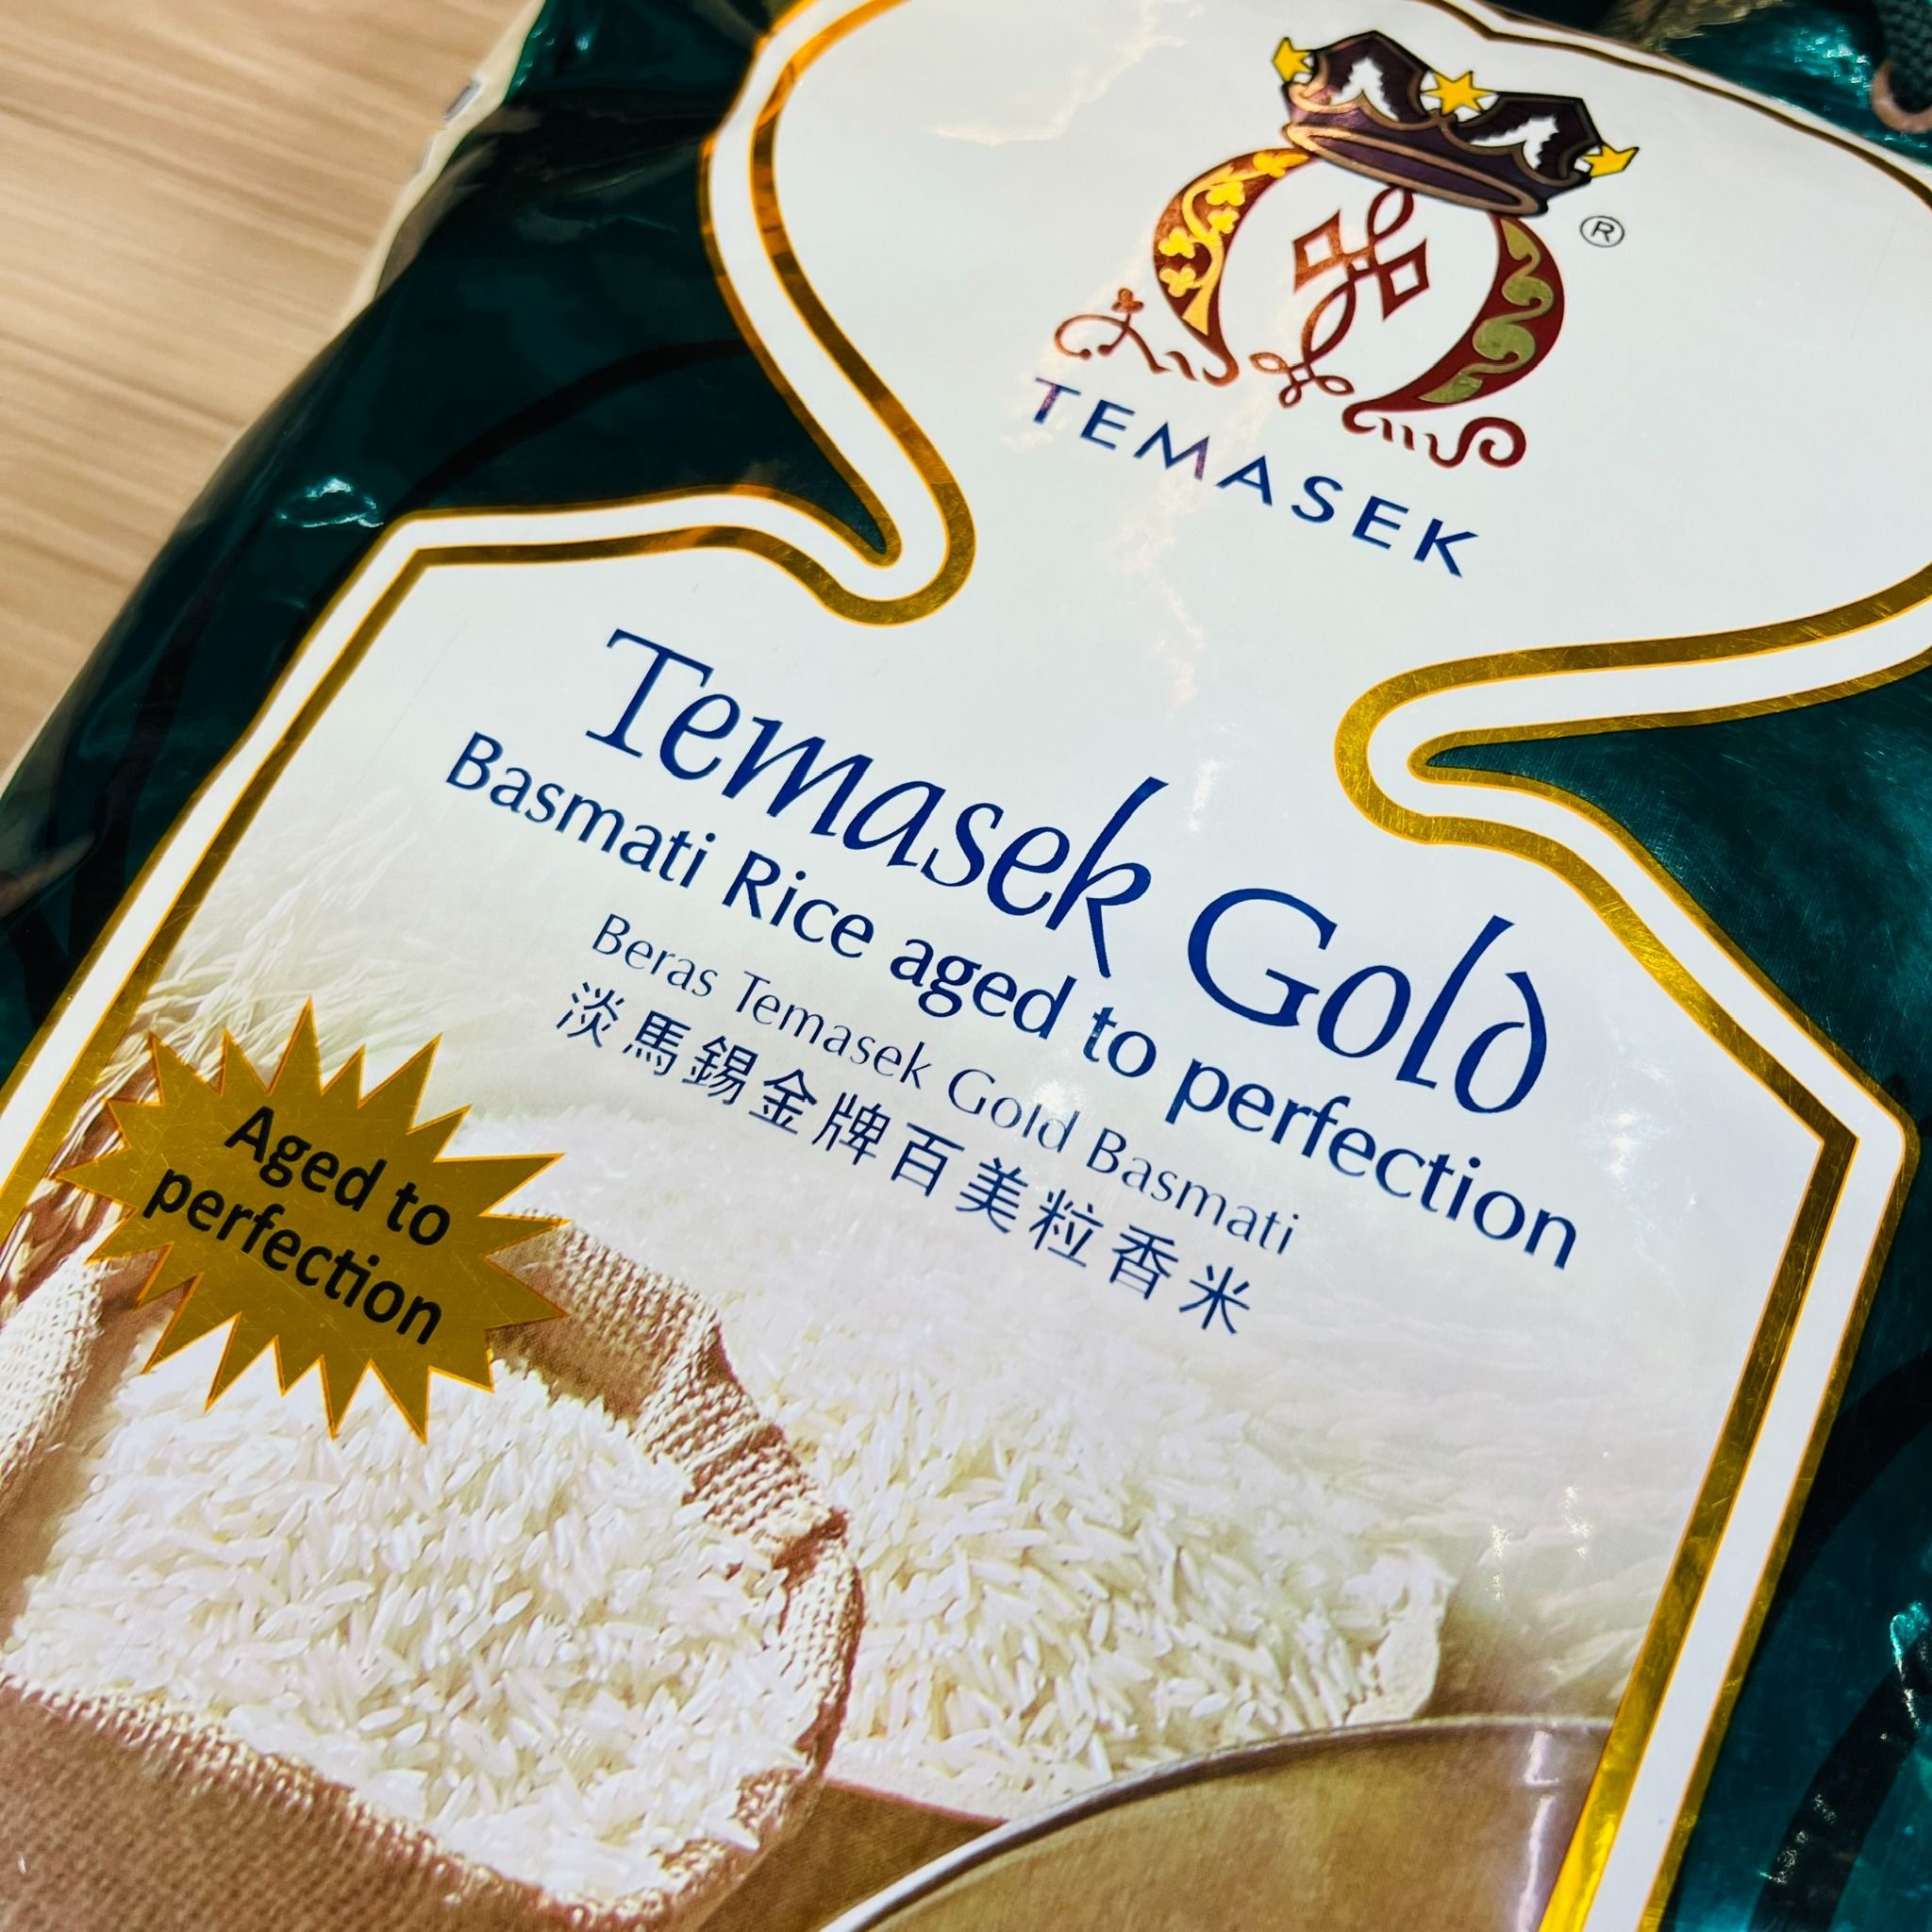 ®
TEMASEK
Temasek Gold
Basmati Rice aged to perfection
Beras Temasek Gold Basmati
淡馬錫金牌百美粒香米
Aged to
perfection